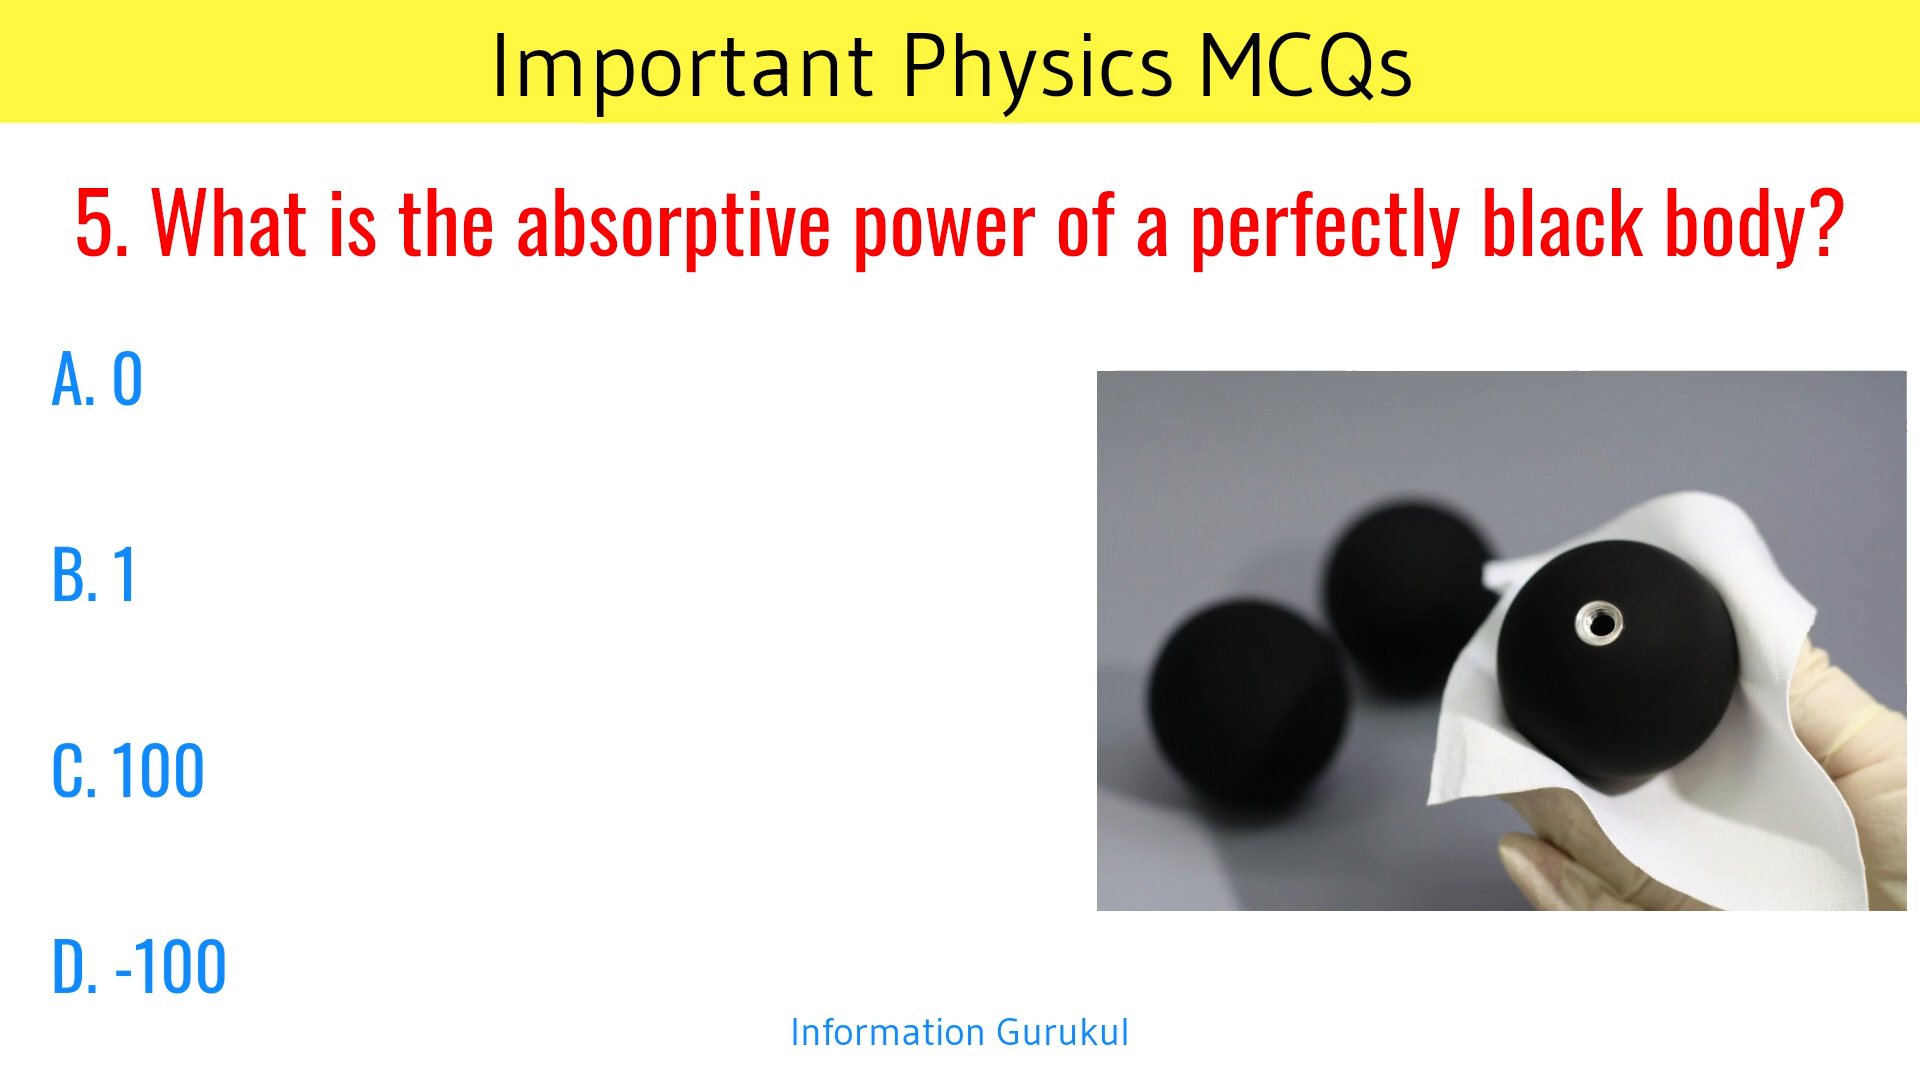 Important Physics MCQs
5. What is the absorptive power of a perfectly black body?
A. 0
B. 1
C. 100
D. -100
Information Gurukul